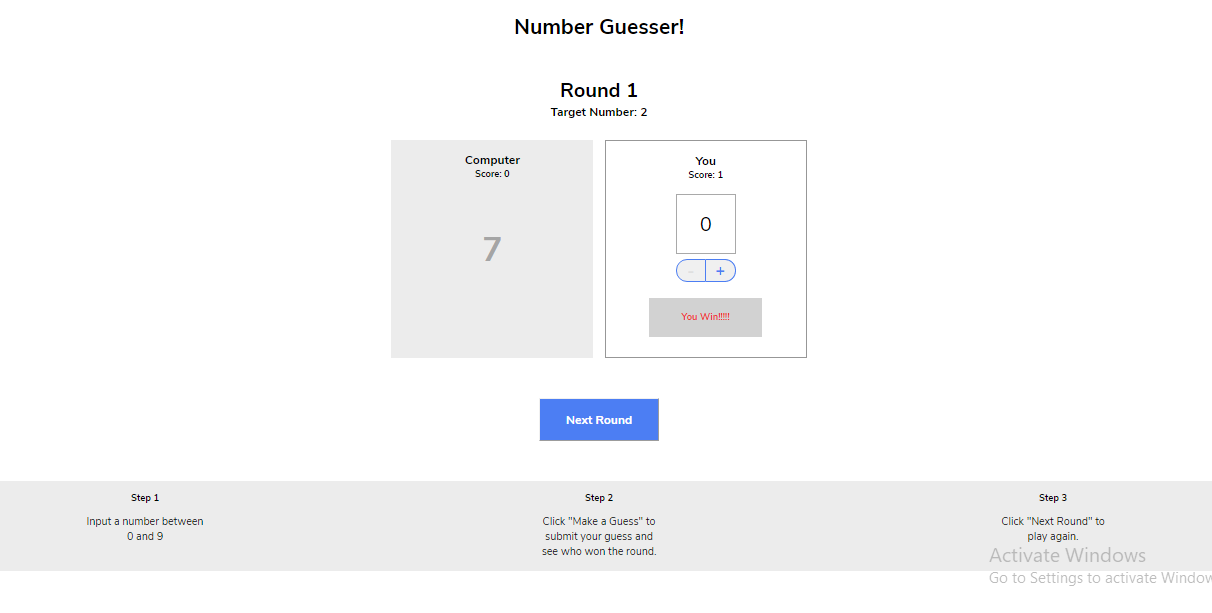 Number Guesser!
Round 1
Target Number: 2
Computer
Score: 0
7
You
Score: 1
0
- +
You Win!!!!!
Next Round
Step 1
Input a number between
0 and 9
Step 2
Click "Make a Guess" to
submit your guess and
see who won the round.
Step 3
Click "Next Round" to
play again.
Activate Windows
Go to Settings to activate Window